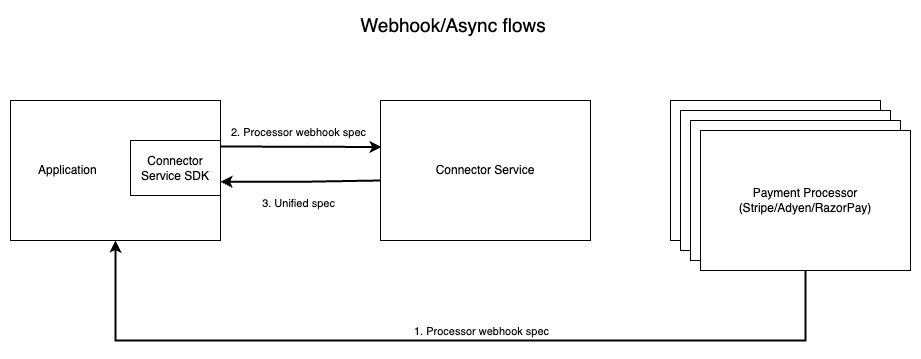 Webhook/Async flows
Application
Connector
Service SDK
2. Processor webhook spec
3. Unified spec
Connector Service
Payment Processor
(Stripe/Adyen/RazorPay)
1. Processor webhook spec